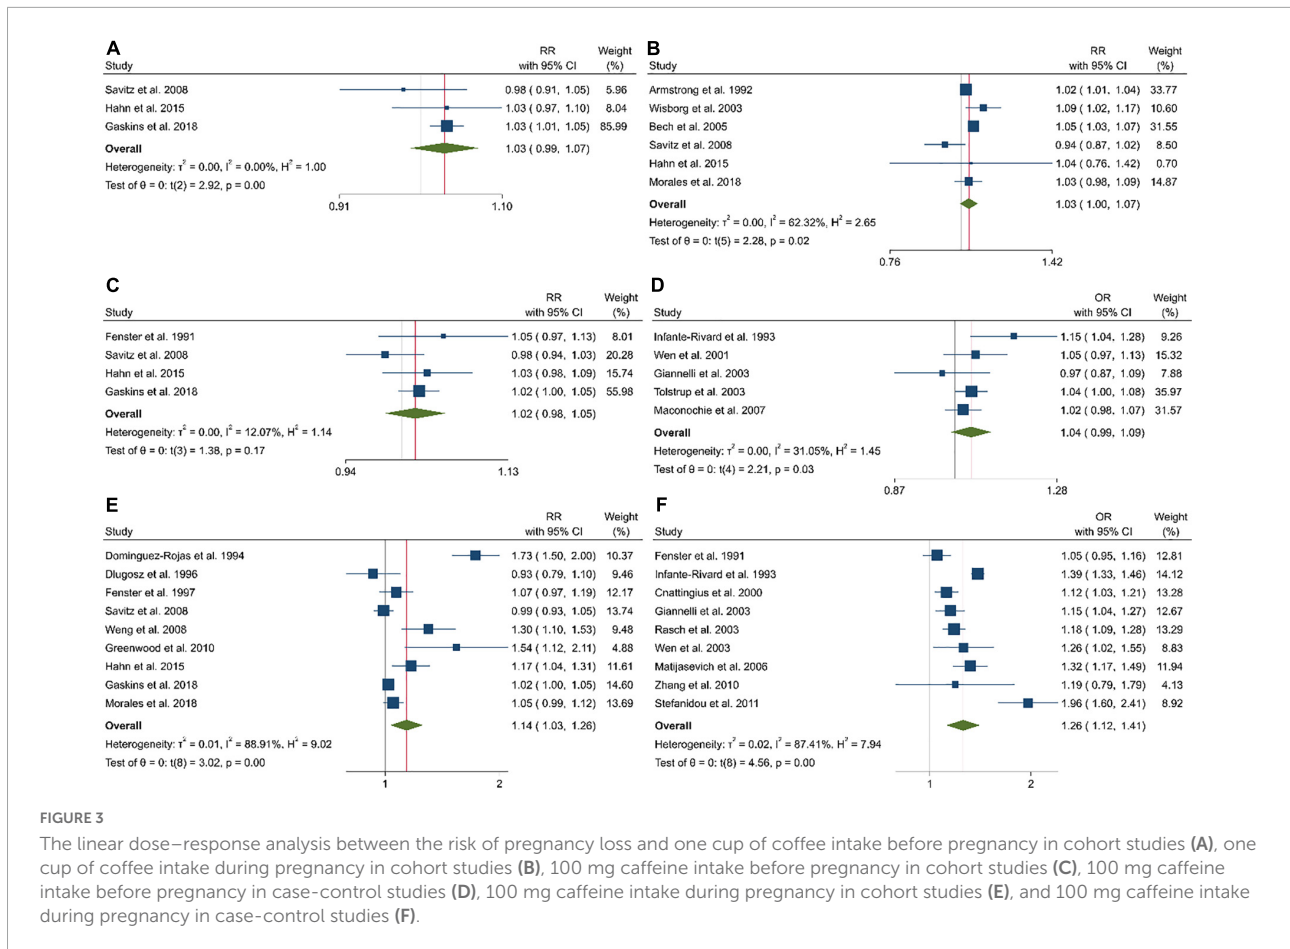 A
RR Weight
Study with 95% CI (%)
Savitz et al. 2008 0.98 ( 0.91, 1.05) 5.96
Hahn et al. 2015 1.03 ( 0.97, 1.10) 8.04
Gaskins et al. 2018 1.03 ( 1.01, 1.05) 85.99
Overall 1.03 ( 0.99, 1.07)
Heterogeneity: τ² = 0.00, I² = 0.00%, H² = 1.00
Test of θ = 0: t(2) = 2.92, p = 0.00
0.91 1.10
B
RR Weight
Study with 95% CI (%)
Armstrong et al. 1992 1.02 ( 1.01, 1.04) 33.77
Wisborg et al. 2003 1.09 ( 1.02, 1.17) 10.60
Bech et al. 2005 1.05 ( 1.03, 1.07) 31.55
Savitz et al. 2008 0.94 ( 0.87, 1.02) 8.50
Hahn et al. 2015 1.04 ( 0.76, 1.42) 0.70
Morales et al. 2018 1.03 ( 0.98, 1.09) 14.87
Overall 1.03 ( 1.00, 1.07)
Heterogeneity: τ² = 0.00, I² = 62.32%, H² = 2.65
Test of θ = 0: t(5) = 2.28, p = 0.02
0.76 1.42
C
RR Weight
Study with 95% CI (%)
Fenster et al. 1991 1.05 ( 0.97, 1.13) 8.01
Savitz et al. 2008 0.98 ( 0.94, 1.03) 20.28
Hahn et al. 2015 1.03 ( 0.98, 1.09) 15.74
Gaskins et al. 2018 1.02 ( 1.00, 1.05) 55.98
Overall 1.02 ( 0.98, 1.05)
Heterogeneity: τ² = 0.00, I² = 12.07%, H² = 1.14
Test of θ = 0: t(3) = 1.38, p = 0.17
0.94 1.13
D
OR Weight
Study with 95% CI (%)
Infante-Rivard et al. 1993 1.15 ( 1.04, 1.28) 9.26
Wen et al. 2001 1.05 ( 0.97, 1.13) 15.32
Giannelli et al. 2003 0.97 ( 0.87, 1.09) 7.88
Tolstrup et al. 2003 1.04 ( 1.00, 1.08) 35.97
Maconochie et al. 2007 1.02 ( 0.98, 1.07) 31.57
Overall 1.04 ( 0.99, 1.09)
Heterogeneity: τ² = 0.00, I² = 31.05%, H² = 1.45
Test of θ = 0: t(4) = 2.21, p = 0.03
0.87 1.28
E
RR Weight
Study with 95% CI (%)
Dominguez-Rojas et al. 1994 1.73 ( 1.50, 2.00) 10.37
Dlugosz et al. 1996 0.93 ( 0.79, 1.10) 9.46
Fenster et al. 1997 1.07 ( 0.97, 1.19) 12.17
Savitz et al. 2008 0.99 ( 0.93, 1.05) 13.74
Weng et al. 2008 1.30 ( 1.10, 1.53) 9.48
Greenwood et al. 2010 1.54 ( 1.12, 2.11) 4.88
Hahn et al. 2015 1.17 ( 1.04, 1.31) 11.61
Gaskins et al. 2018 1.02 ( 1.00, 1.05) 14.60
Morales et al. 2018 1.05 ( 0.99, 1.12) 13.69
Overall 1.14 ( 1.03, 1.26)
Heterogeneity: τ² = 0.01, I² = 88.91%, H² = 9.02
Test of θ = 0: t(8) = 3.02, p = 0.00
1 2
F
OR Weight
Study with 95% CI (%)
Fenster et al. 1991 1.05 ( 0.95, 1.16) 12.81
Infante-Rivard et al. 1993 1.39 ( 1.33, 1.46) 14.12
Cnattingius et al. 2000 1.12 ( 1.03, 1.21) 13.28
Giannelli et al. 2003 1.15 ( 1.04, 1.27) 12.67
Rasch et al. 2003 1.18 ( 1.09, 1.28) 13.29
Wen et al. 2003 1.26 ( 1.02, 1.55) 8.83
Matijasevich et al. 2006 1.32 ( 1.17, 1.49) 11.94
Zhang et al. 2010 1.19 ( 0.79, 1.79) 4.13
Stefanidou et al. 2011 1.96 ( 1.60, 2.41) 8.92
Overall 1.26 ( 1.12, 1.41)
Heterogeneity: τ² = 0.02, I² = 87.41%, H² = 7.94
Test of θ = 0: t(8) = 4.56, p = 0.00
1 2
FIGURE 3
The linear dose–response analysis between the risk of pregnancy loss and one cup of coffee intake before pregnancy in cohort studies (A), one
cup of coffee intake during pregnancy in cohort studies (B), 100 mg caffeine intake before pregnancy in cohort studies (C), 100 mg caffeine
intake before pregnancy in case-control studies (D), 100 mg caffeine intake during pregnancy in cohort studies (E), and 100 mg caffeine intake
during pregnancy in case-control studies (F).